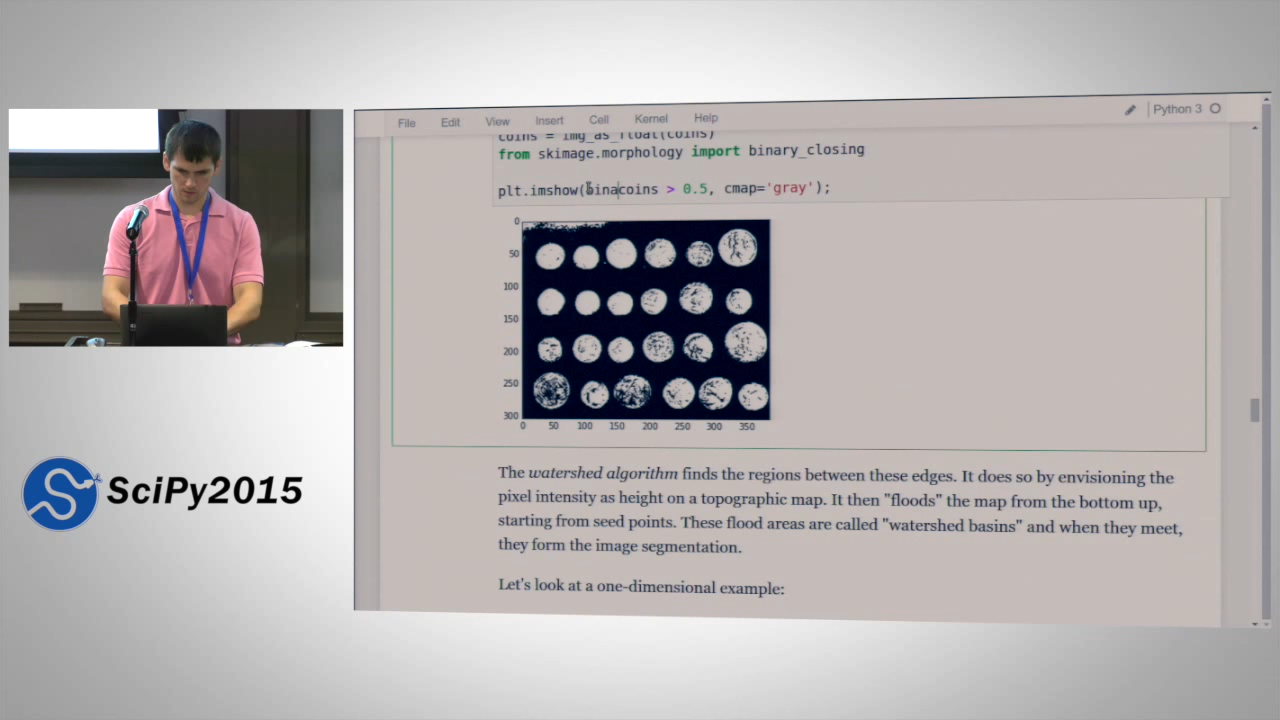 File Edit View Insert Cell Kernel Help
Python 3
coins = img_as_float(coins)
from skimage.morphology import binary_closing
plt.imshow(binacoins > 0.5, cmap='gray');
0
50
100
150
200
250
300
0 50 100 150 200 250 300 350
The watershed algorithm finds the regions between these edges. It does so by envisioning the
pixel intensity as height on a topographic map. It then "floods" the map from the bottom up,
starting from seed points. These flood areas are called "watershed basins" and when they meet,
they form the image segmentation.
Let's look at a one-dimensional example:
SciPy2015